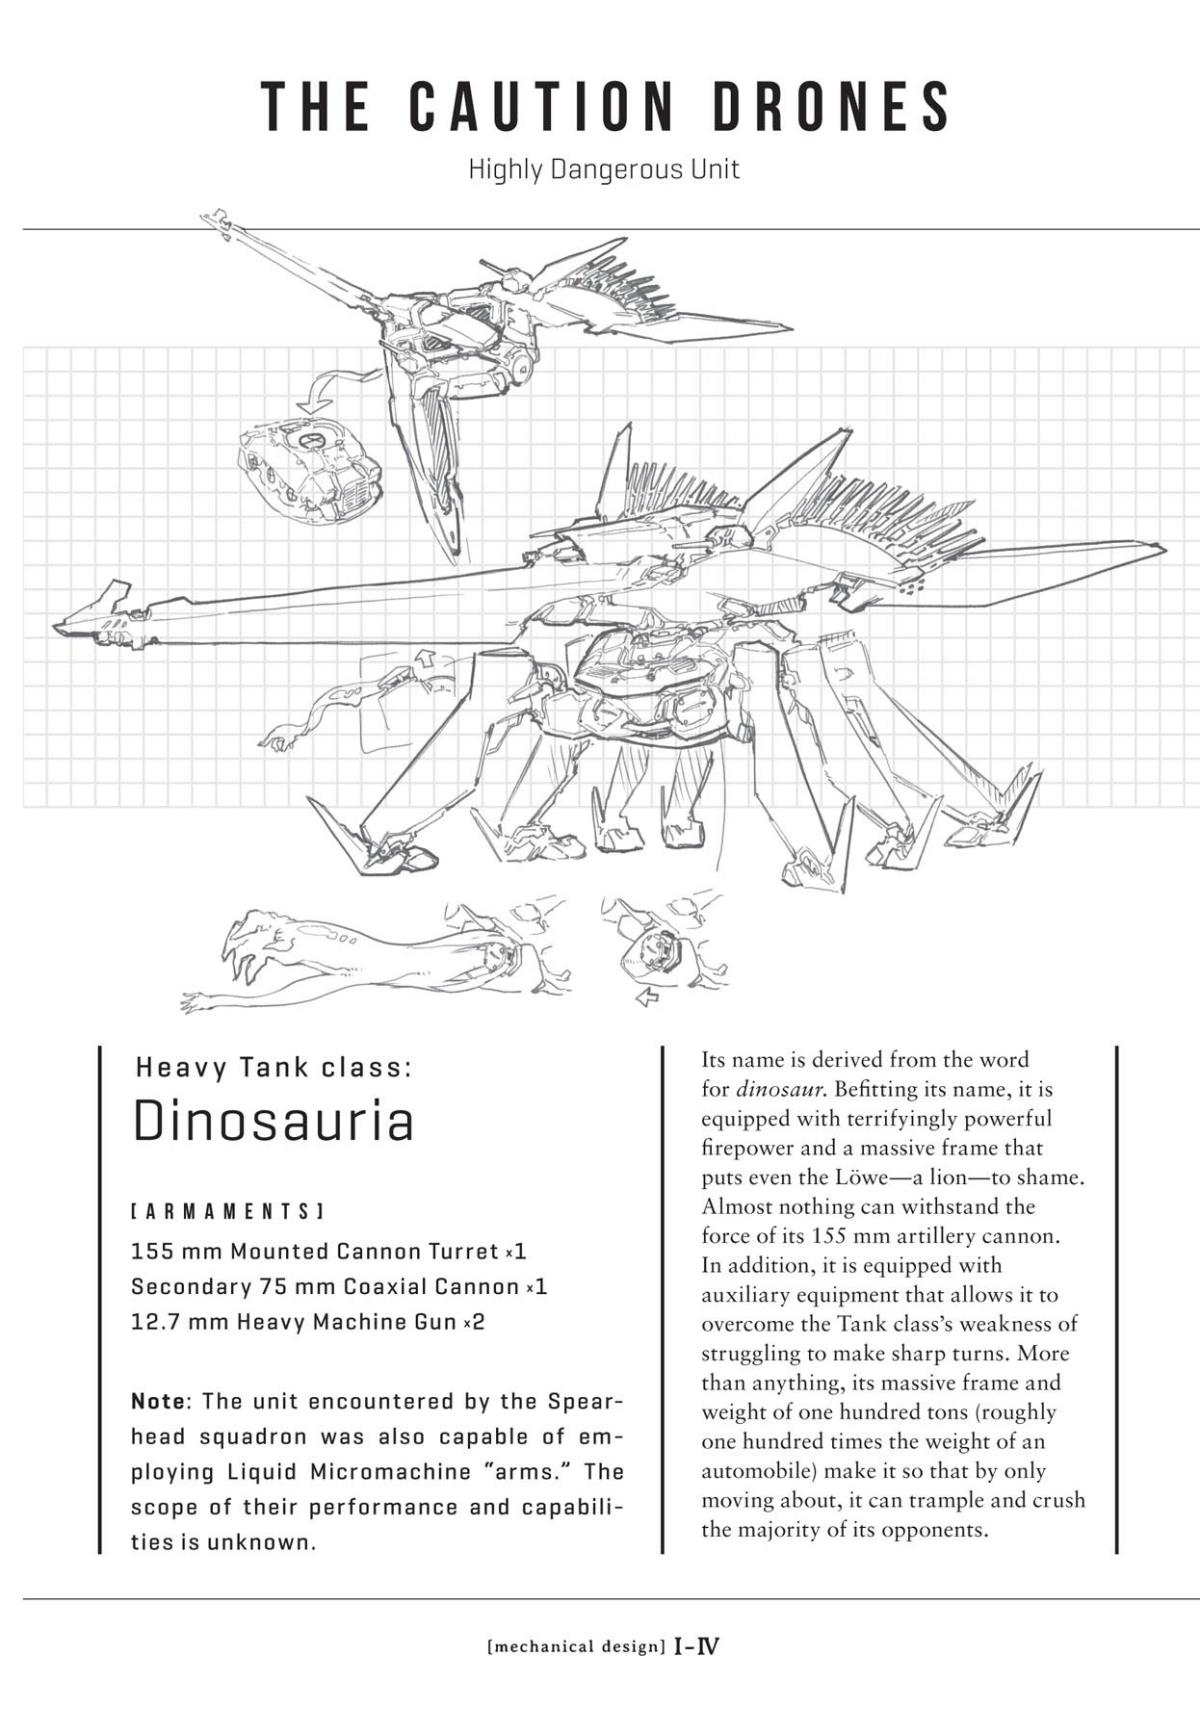 THE CAUTION DRONES
Highly Dangerous Unit
Heavy Tank class:
Dinosauria
[ARMAMENTS]
155 mm Mounted Cannon Turret ×1
Secondary 75 mm Coaxial Cannon ×1
12.7 mm Heavy Machine Gun ×2
Note: The unit encountered by the Spear-
head squadron was also capable of em-
ploying Liquid Micromachine “arms.” The
scope of their performance and capabili-
ties is unknown.
Its name is derived from the word
for dinosaur. Befitting its name, it is
equipped with terrifyingly powerful
firepower and a massive frame that
puts even the Löwe—a lion—to shame.
Almost nothing can withstand the
force of its 155 mm artillery cannon.
In addition, it is equipped with
auxiliary equipment that allows it to
overcome the Tank class’s weakness of
struggling to make sharp turns. More
than anything, its massive frame and
weight of one hundred tons (roughly
one hundred times the weight of an
automobile) make it so that by only
moving about, it can trample and crush
the majority of its opponents.
[mechanical design] I-IV